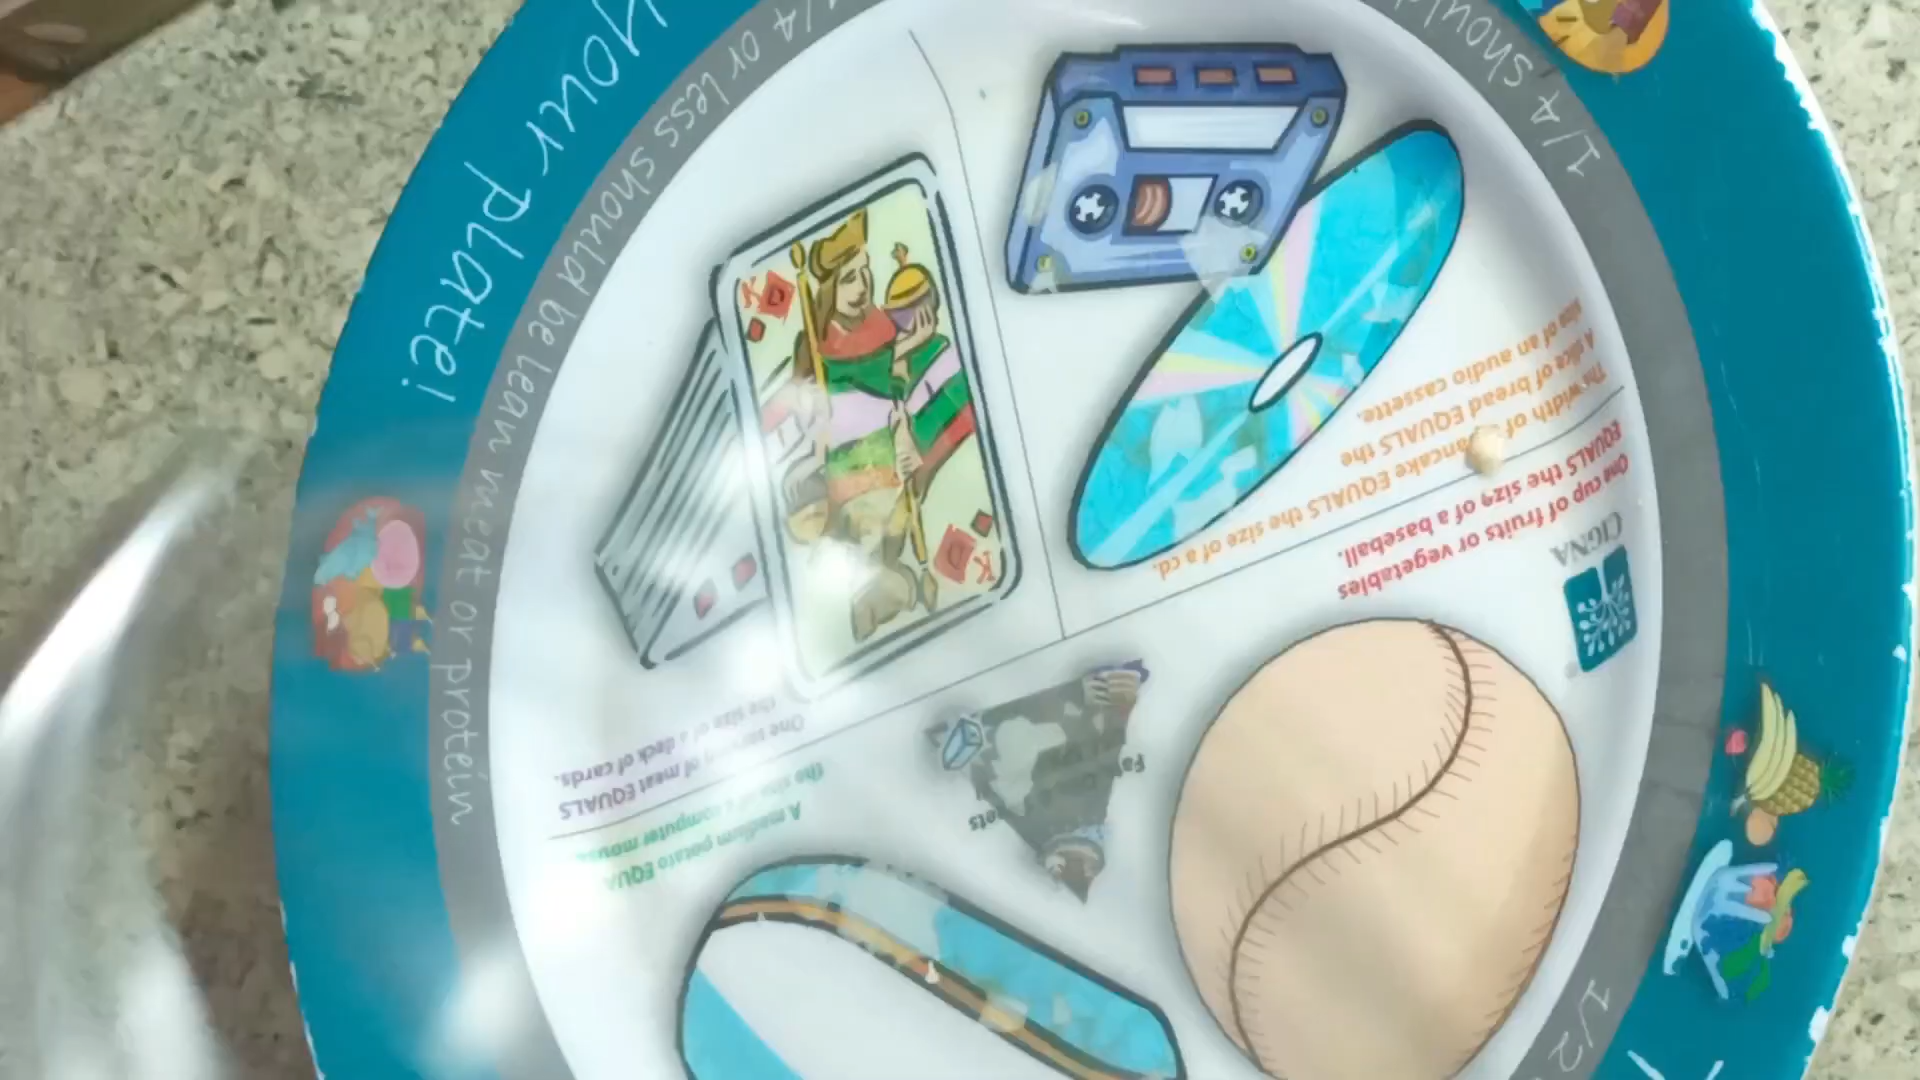 Your plate!
1/4 or less should be lean meat or protein
1/4 should
A slice of bread EQUALS the
size of an audio cassette.
The width of pancake EQUALS the
size of a cd.
One cup of fruits or vegetables
EQUALS the size of a baseball.
CIGNA
One serving of meat EQUALS
the size of a deck of cards.
A medium potato EQUA
the size of a computer mouse
K
K
1/2